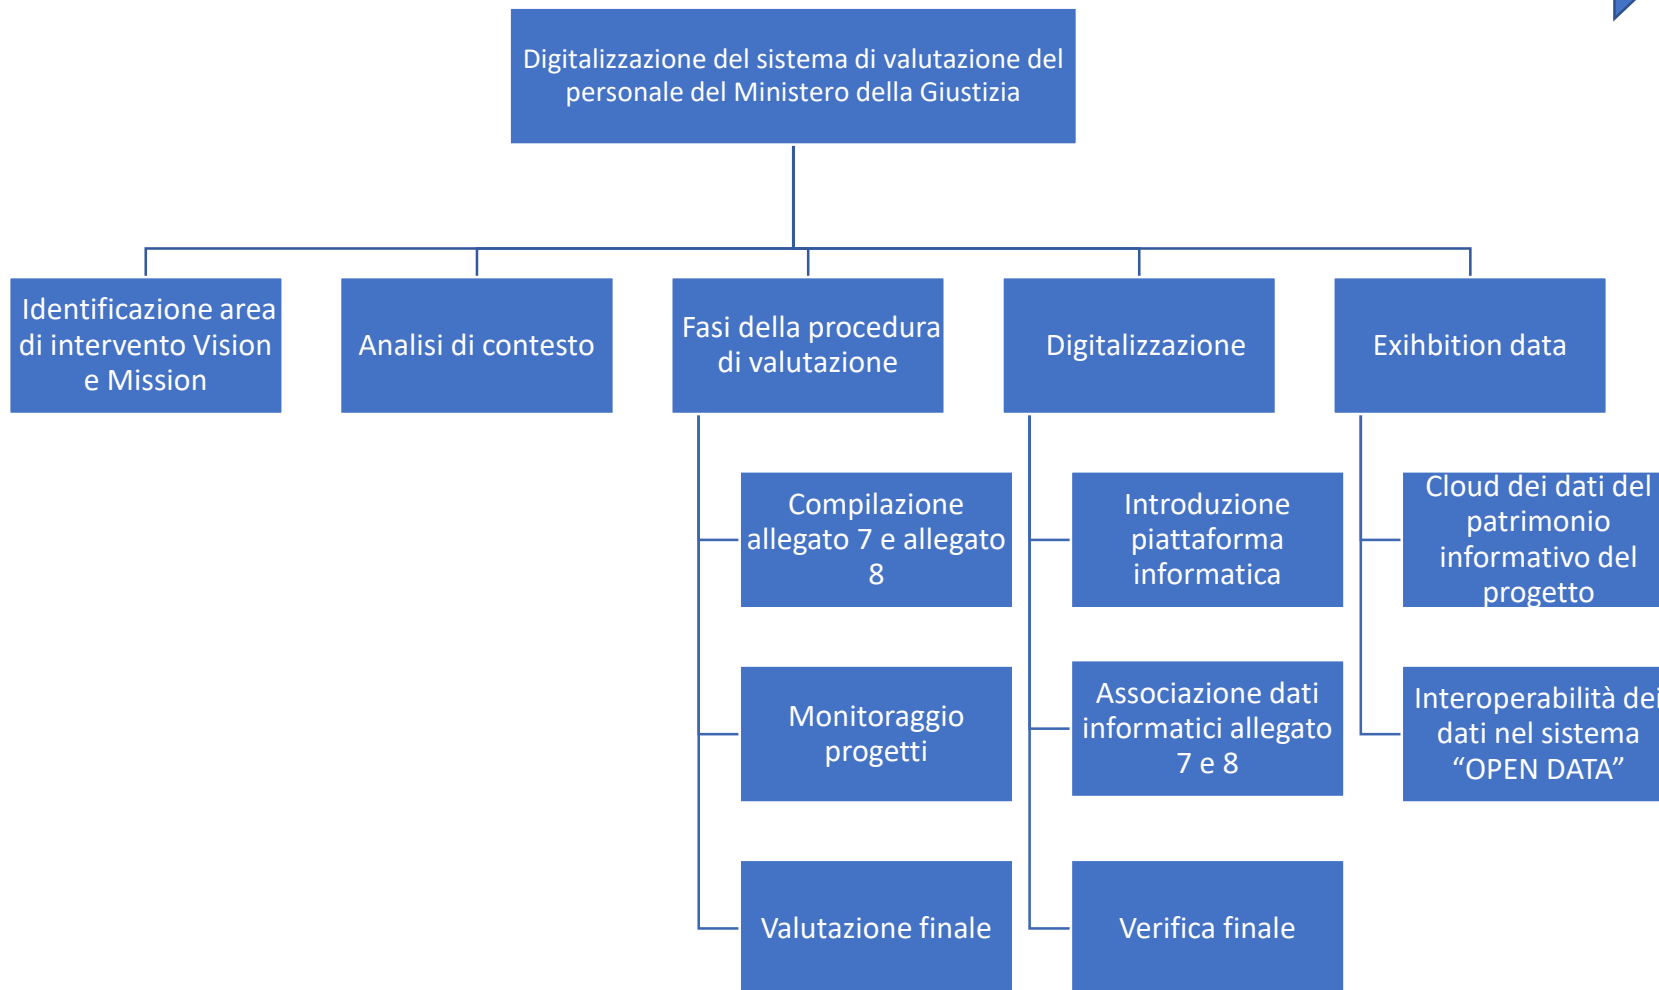 Digitalizzazione del sistema di valutazione del
personale del Ministero della Giustizia
Identificazione area
di intervento Vision
e Mission
Analisi di contesto
Fasi della procedura
di valutazione
Digitalizzazione
Exihbition data
Compilazione
allegato 7 e allegato
8
Monitoraggio
progetti
Valutazione finale
Introduzione
piattaforma
informatica
Associazione dati
informatici allegato
7 e 8
Verifica finale
Cloud dei dati del
patrimonio
informativo del
progetto
Interoperabilità dei
dati nel sistema
“OPEN DATA”